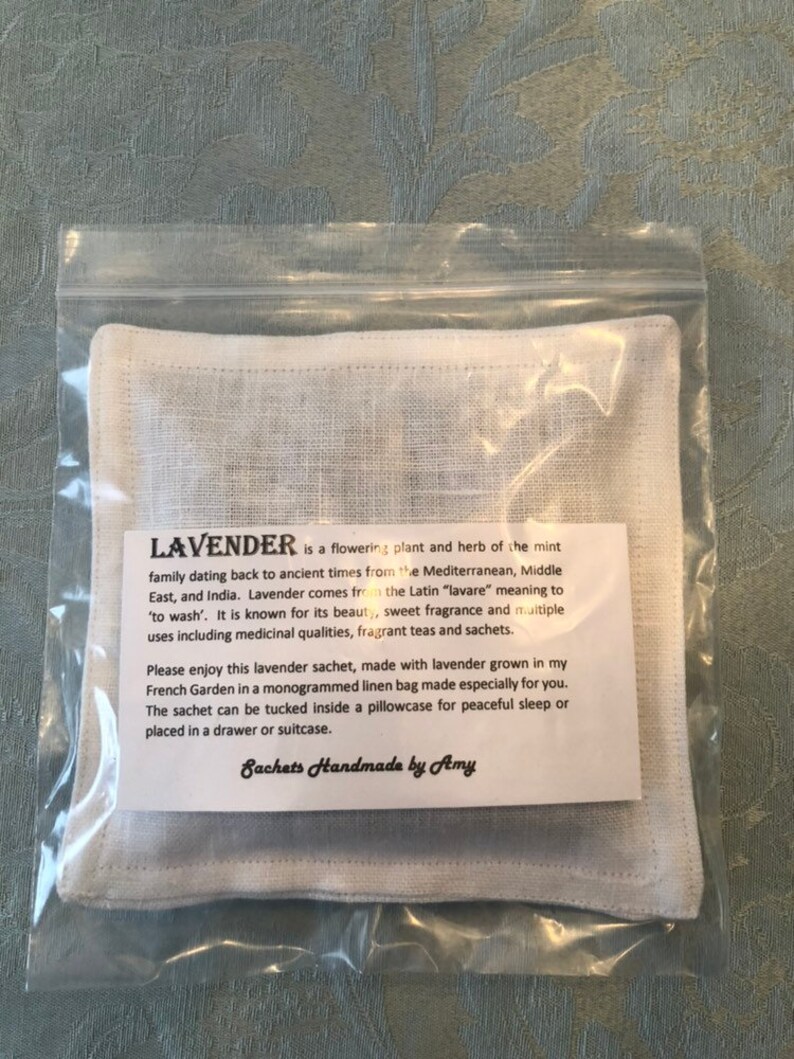 LAVENDER is a flowering plant and herb of the mint
family dating back to ancient times from the Mediterranean, Middle
East, and India. Lavender comes from the Latin “lavare” meaning to
‘to wash’. It is known for its beauty, sweet fragrance and multiple
uses including medicinal qualities, fragrant teas and sachets.
Please enjoy this lavender sachet, made with lavender grown in my
French Garden in a monogrammed linen bag made especially for you.
The sachet can be tucked inside a pillowcase for peaceful sleep or
placed in a drawer or suitcase.
Sachets Handmade by Amy